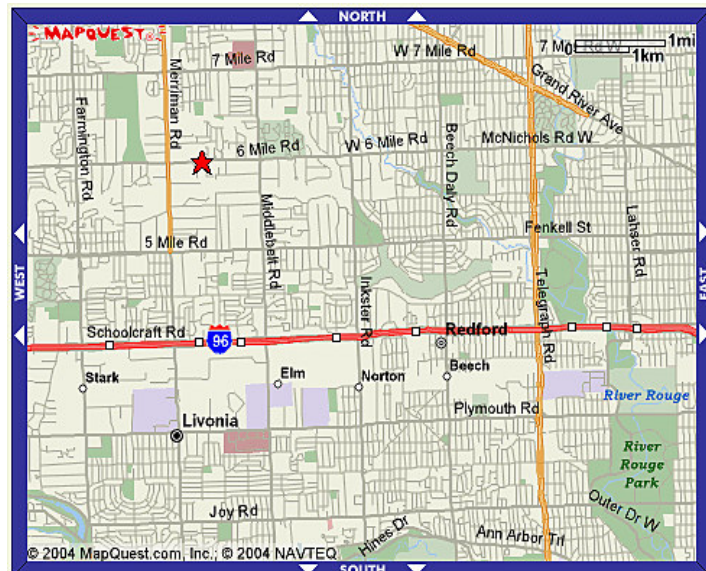 NORTH
MAPQUEST
7 Mile Rd
W 7 Mile Rd
7 M
Rd W
0
1mi
1km
Grand River Ave
Merriman Rd
Farmington Rd
6 Mile Rd
W 6 Mile Rd
McNichols Rd W
Beech Daly Rd
Middlebelt Rd
5 Mile Rd
Fenkell St
Lahser Rd
WEST
EAST
Inkster Rd
Telegraph Rd
Schoolcraft Rd
96
Redford
Stark
Elm
Norton
Beech
River Rouge
Livonia
Plymouth Rd
River
Rouge
Park
Joy Rd
Hines Dr
Outer Dr W
Ann Arbor Trl
© 2004 MapQuest.com, Inc.; © 2004 NAVTEQ
SOUTH